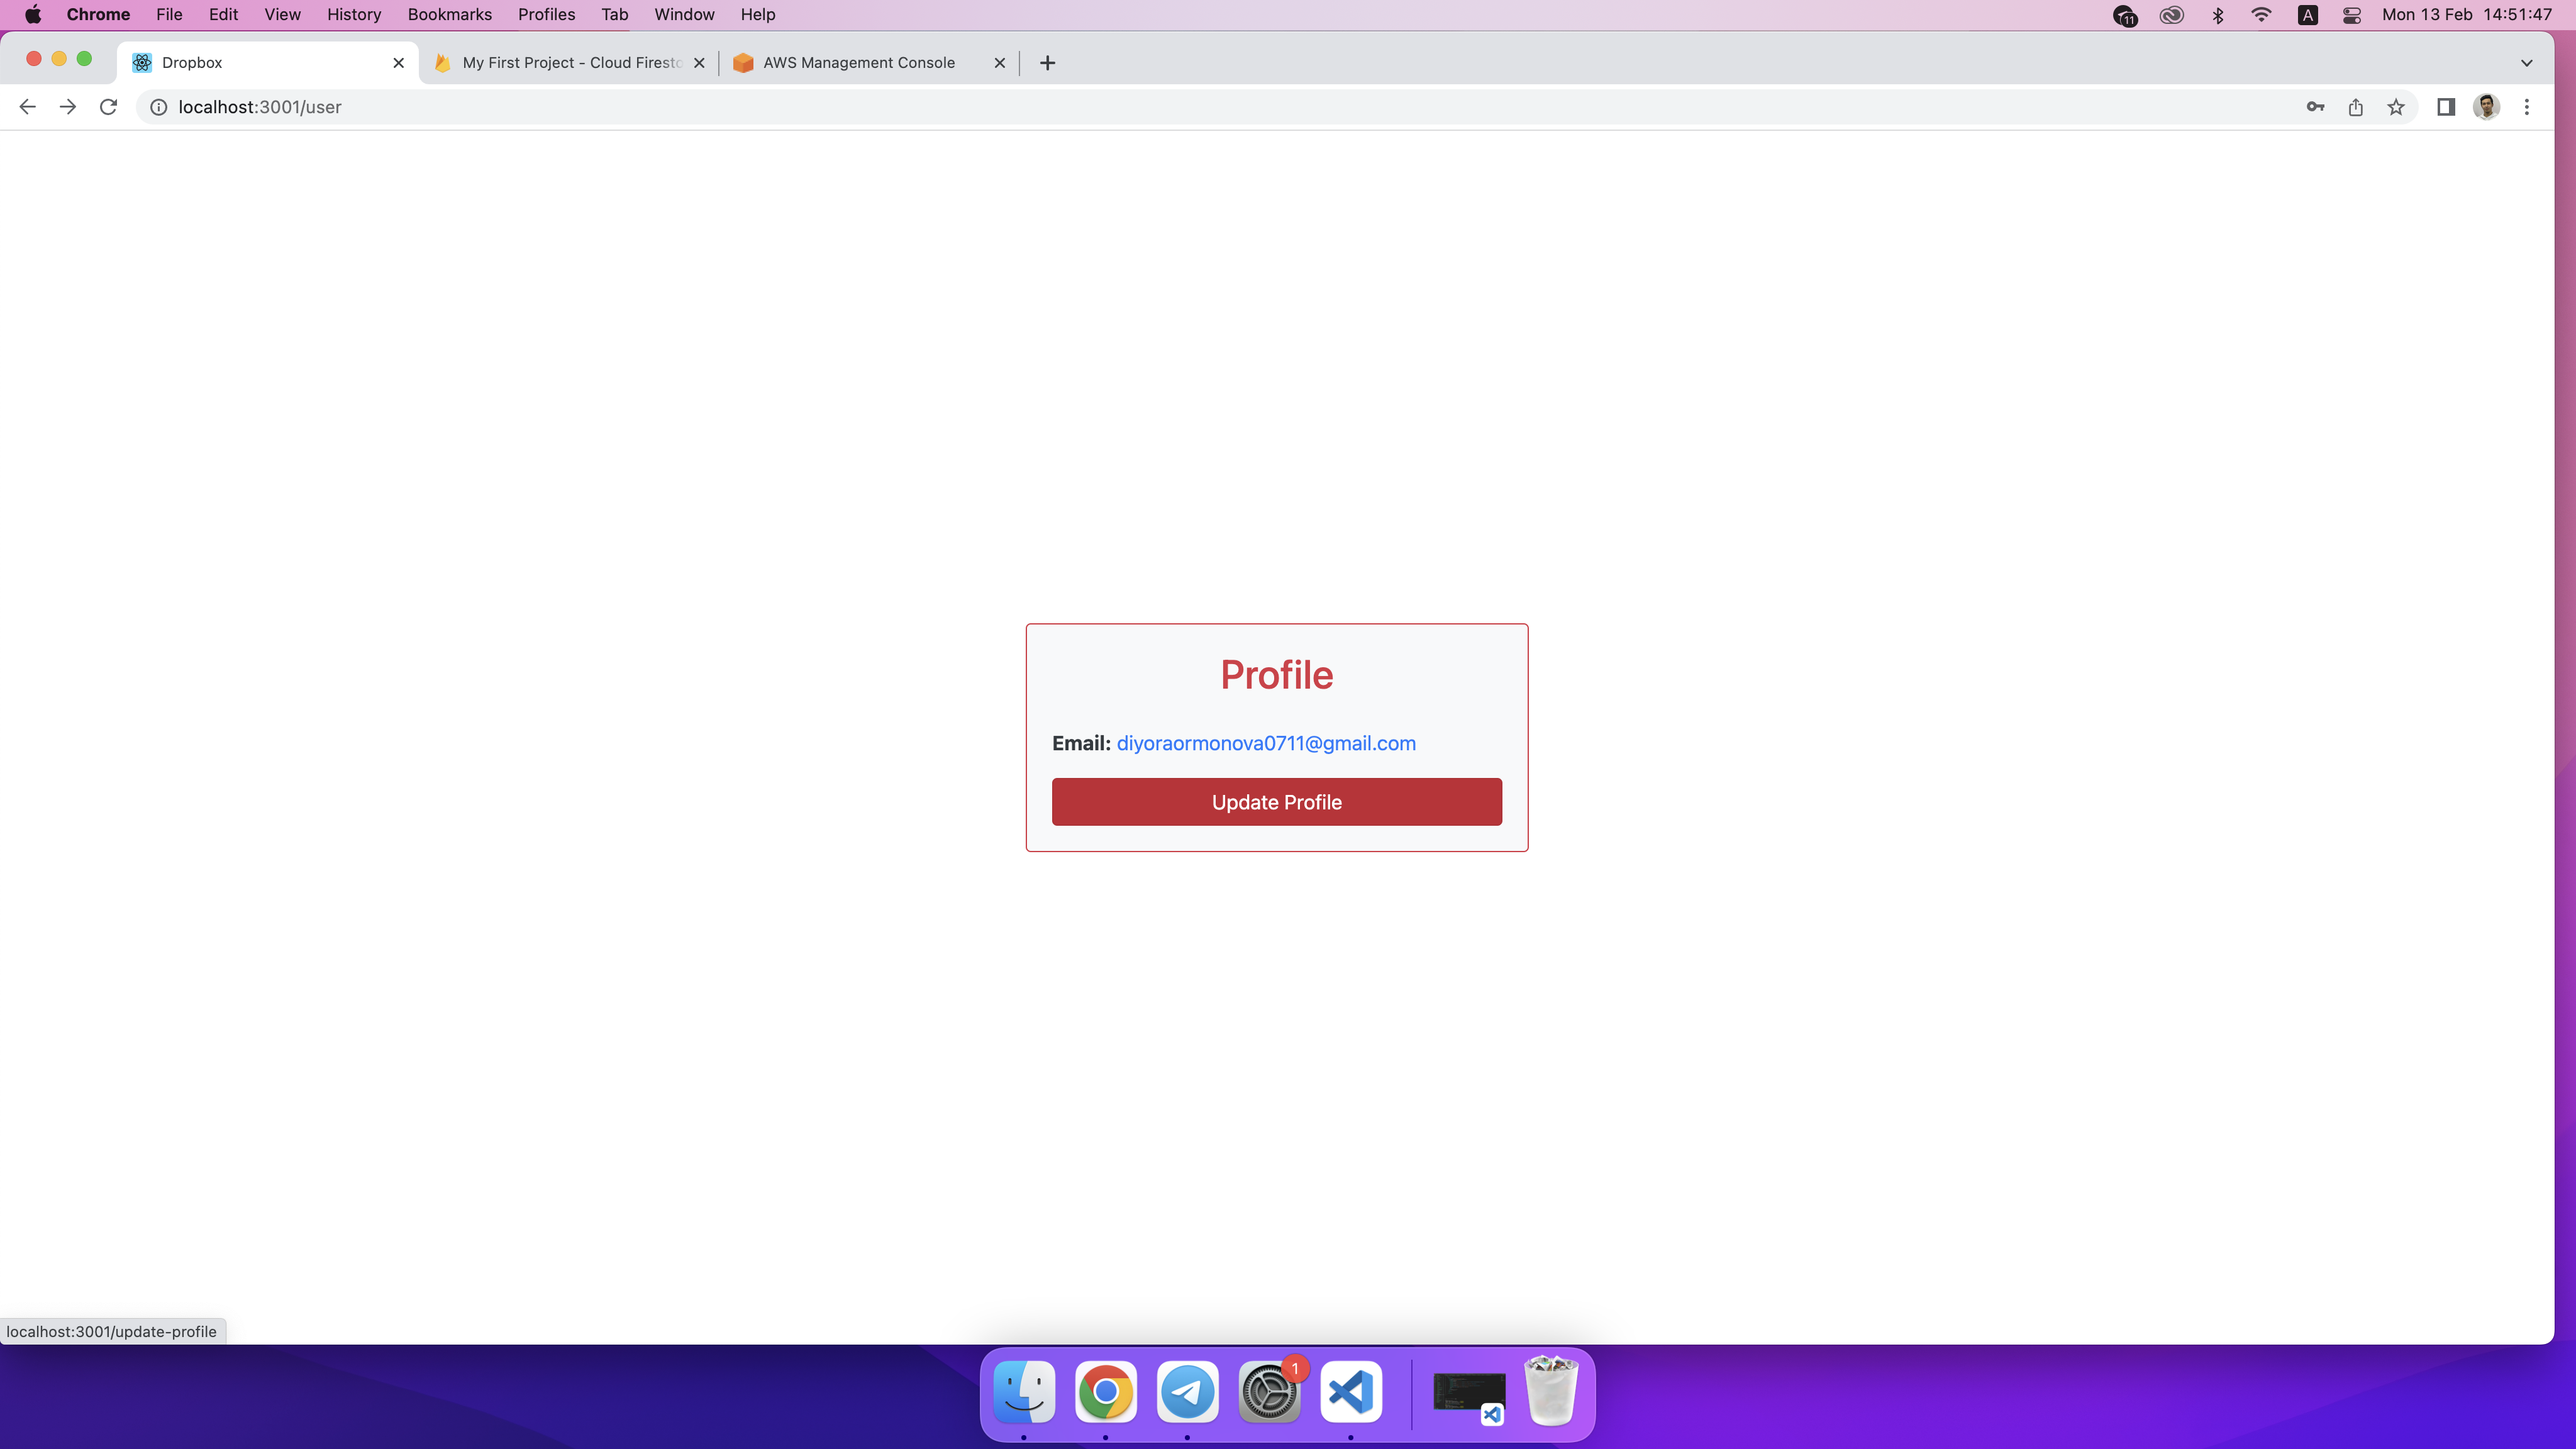 Chrome File Edit View History Bookmarks Profiles Tab Window Help 11 A Mon 13 Feb 14:51:47
Dropbox My First Project - Cloud Firesto AWS Management Console
localhost:3001/user
Profile
Email: diyoraormonova0711@gmail.com
Update Profile
localhost:3001/update-profile
1